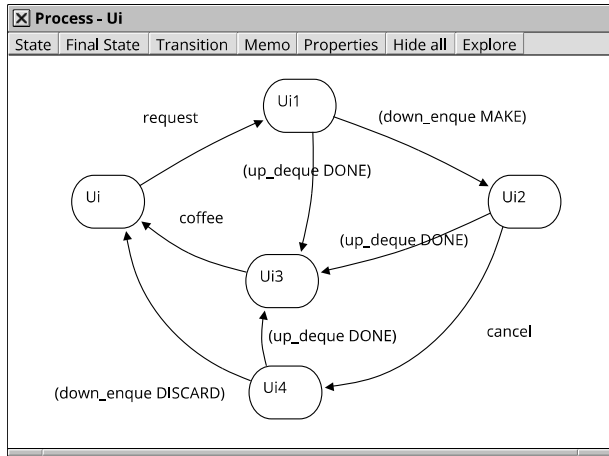 Process - Ui
State Final State Transition Memo Properties Hide all Explore
Ui1
request
(down_enque MAKE)
(up_deque DONE)
Ui
Ui2
coffee
(up_deque DONE)
Ui3
cancel
(up_deque DONE)
Ui4
(down_enque DISCARD)